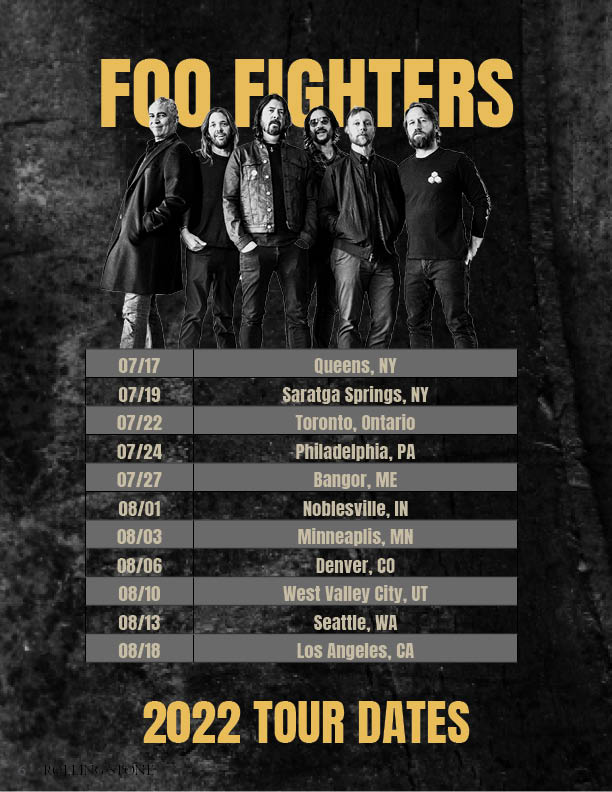 FOO FIGHTERS
07/17 Queens, NY
07/19 Saratga Springs, NY
07/22 Toronto, Ontario
07/24 Philadelphia, PA
07/27 Bangor, ME
08/01 Noblesville, IN
08/03 Minneaplis, MN
08/06 Denver, CO
08/10 West Valley City, UT
08/13 Seattle, WA
08/18 Los Angeles, CA
2022 TOUR DATES
6 ROLLING STONE